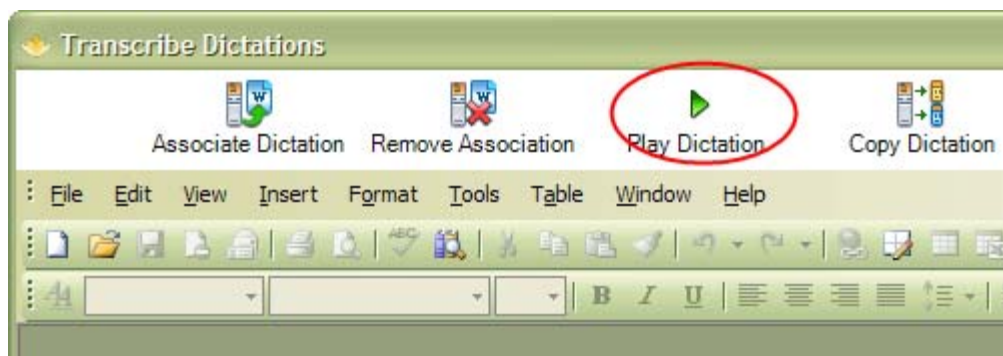 Transcribe Dictations
Associate Dictation Remove Association Play Dictation Copy Dictation
File Edit View Insert Format Tools Table Window Help
ABC
B I U